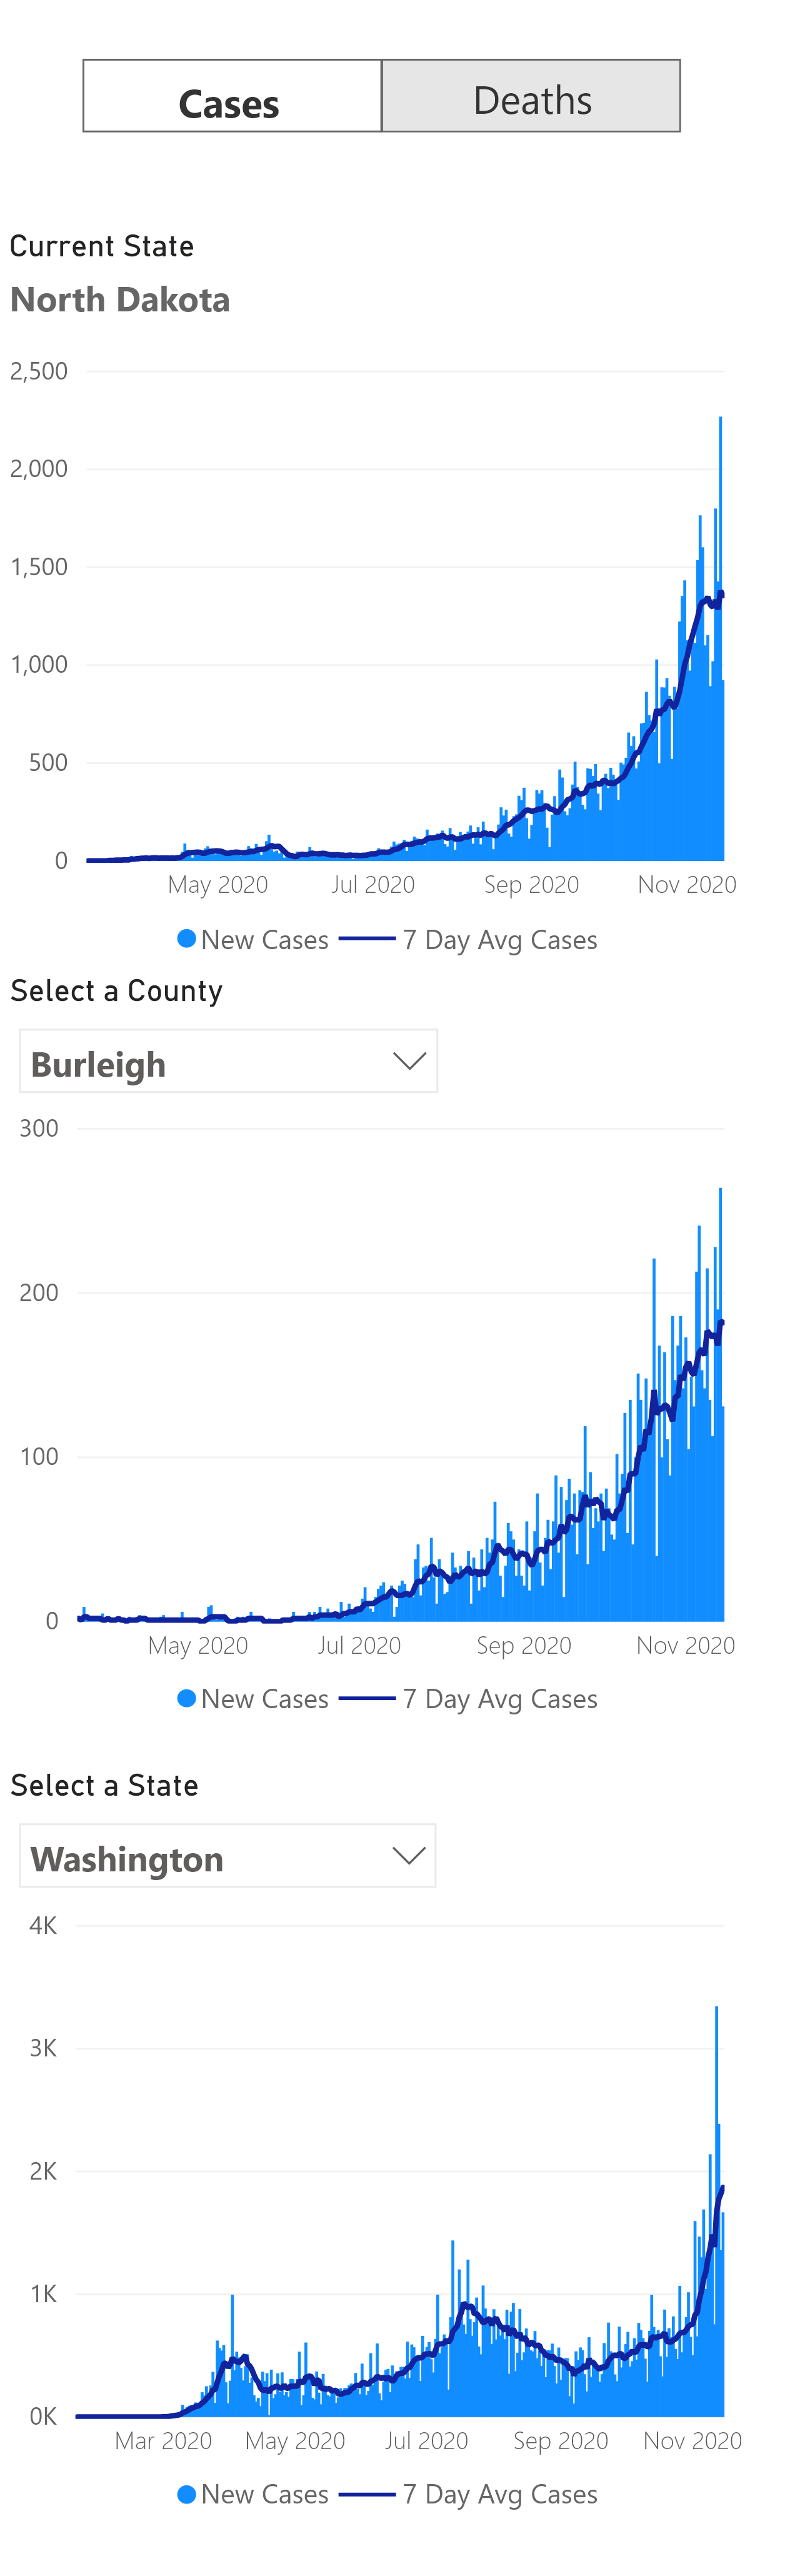 Cases Deaths
Current State
North Dakota
2,500
2,000
1,500
1,000
500
0
May 2020 Jul 2020 Sep 2020 Nov 2020
New Cases 7 Day Avg Cases
Select a County
Burleigh
300
200
100
0
May 2020 Jul 2020 Sep 2020 Nov 2020
New Cases 7 Day Avg Cases
Select a State
Washington
4K
3K
2K
1K
0K
Mar 2020 May 2020 Jul 2020 Sep 2020 Nov 2020
New Cases 7 Day Avg Cases